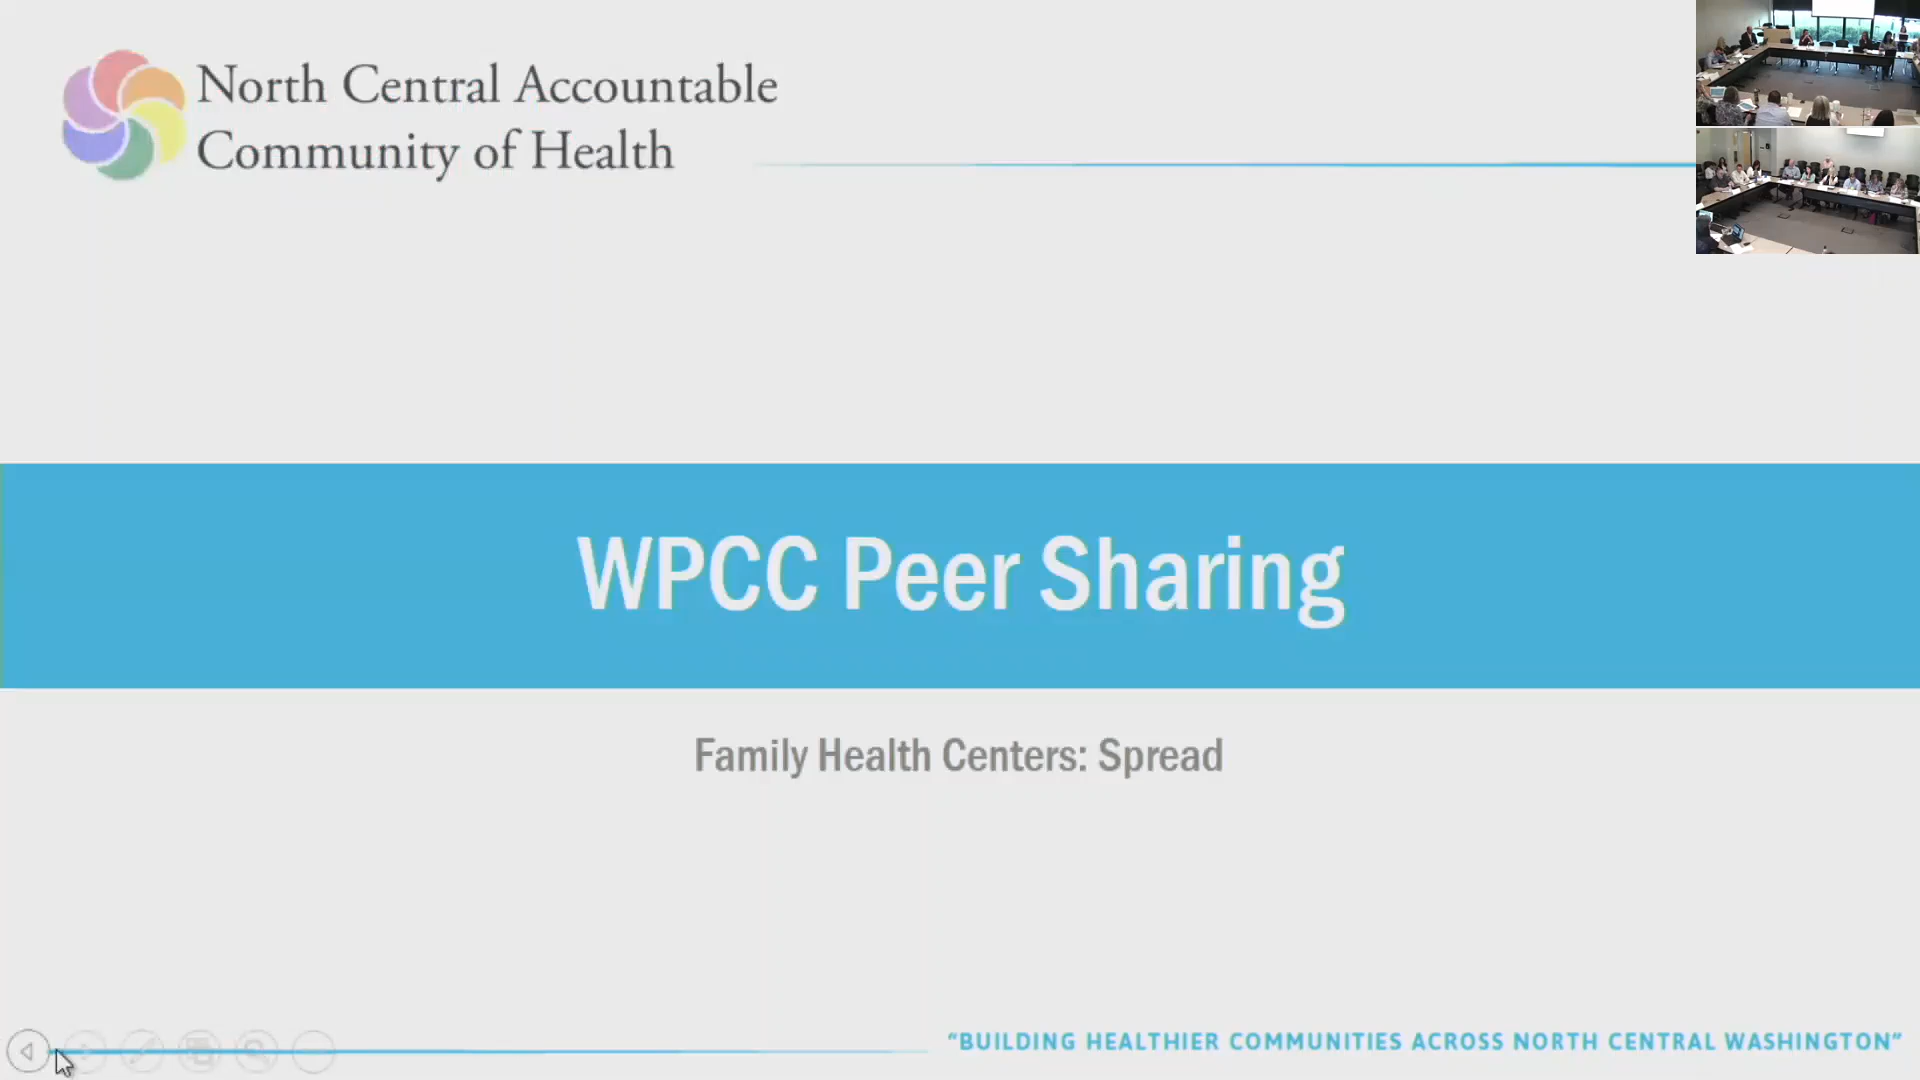 North Central Accountable
Community of Health
WPCC Peer Sharing
Family Health Centers: Spread
“BUILDING HEALTHIER COMMUNITIES ACROSS NORTH CENTRAL WASHINGTON”